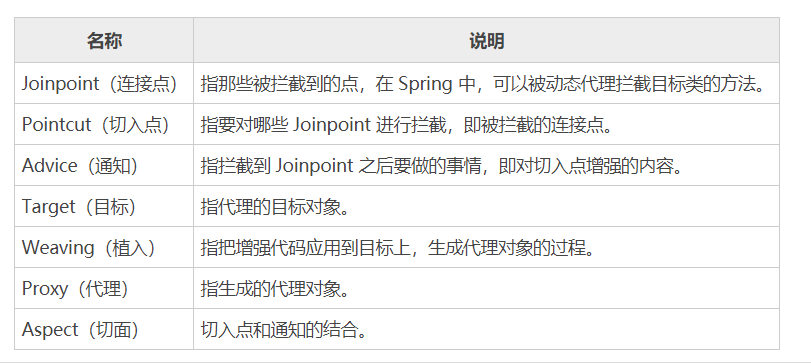 名称 说明
Joinpoint（连接点） 指那些被拦截到的点，在 Spring 中，可以被动态代理拦截目标类的方法。
Pointcut（切入点） 指要对哪些 Joinpoint 进行拦截，即被拦截的连接点。
Advice（通知） 指拦截到 Joinpoint 之后要做的事情，即对切入点增强的内容。
Target（目标） 指代理的目标对象。
Weaving（植入） 指把增强代码应用到目标上，生成代理对象的过程。
Proxy（代理） 指生成的代理对象。
Aspect（切面） 切入点和通知的结合。